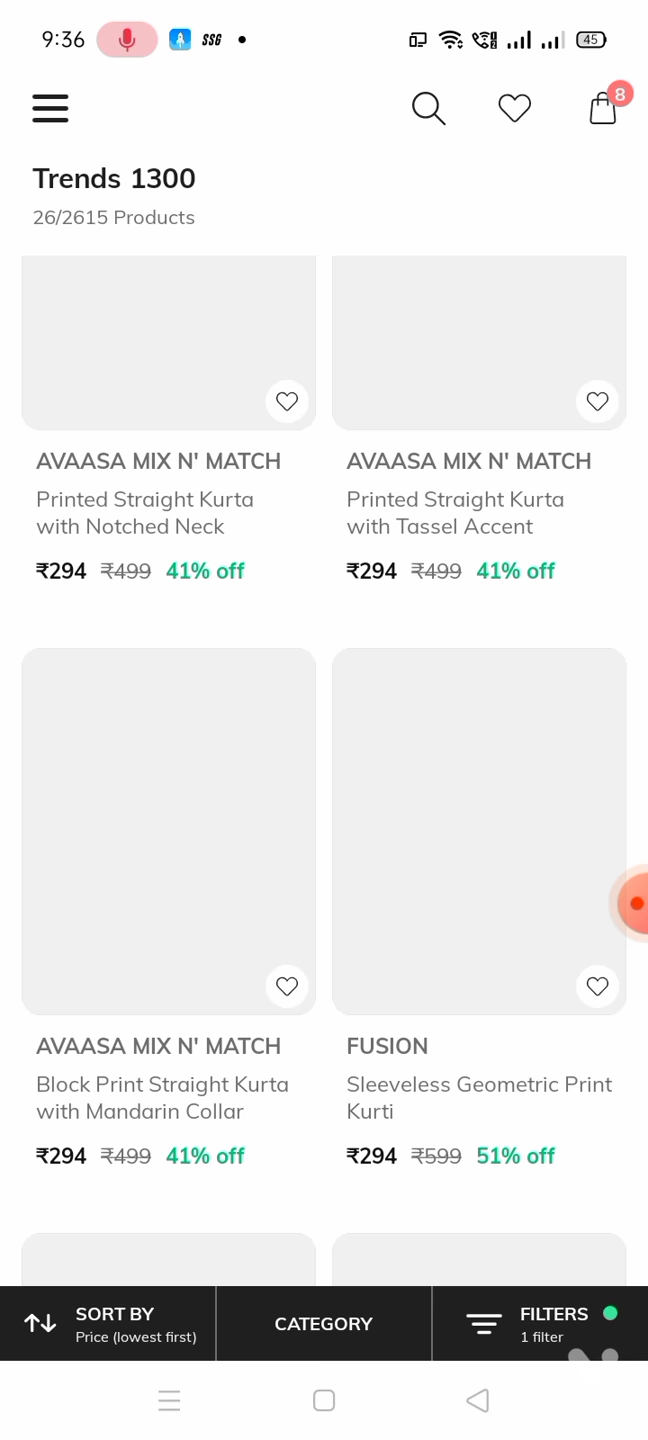 9:36 SSG 45
8
Trends 1300
26/2615 Products
AVAASA MIX N' MATCH
Printed Straight Kurta
with Notched Neck
₹294 ₹499 41% off
AVAASA MIX N' MATCH
Printed Straight Kurta
with Tassel Accent
₹294 ₹499 41% off
AVAASA MIX N' MATCH
Block Print Straight Kurta
with Mandarin Collar
₹294 ₹499 41% off
FUSION
Sleeveless Geometric Print
Kurti
₹294 ₹599 51% off
SORT BY
Price (lowest first)
CATEGORY
FILTERS
1 filter